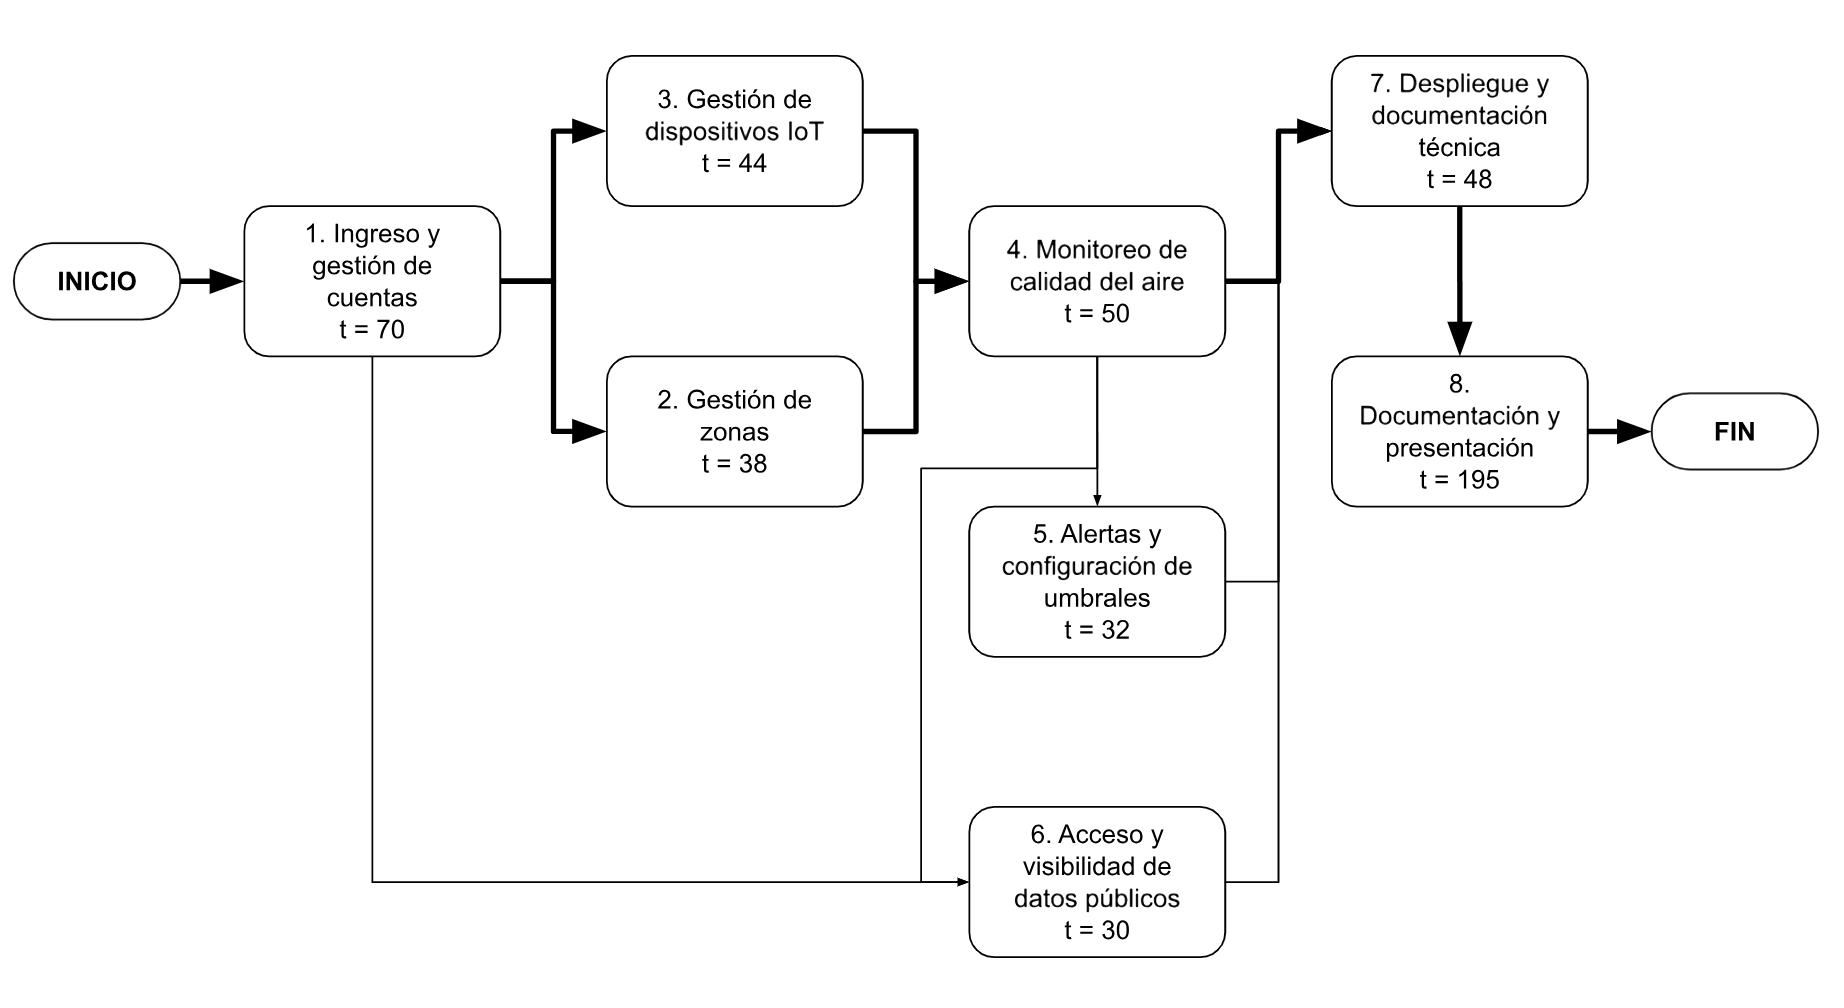 INICIO
1. Ingreso y
gestión de
cuentas
t = 70
3. Gestión de
dispositivos IoT
t = 44
2. Gestión de
zonas
t = 38
4. Monitoreo de
calidad del aire
t = 50
5. Alertas y
configuración de
umbrales
t = 32
6. Acceso y
visibilidad de
datos públicos
t = 30
7. Despliegue y
documentación
técnica
t = 48
8.
Documentación y
presentación
t = 195
FIN